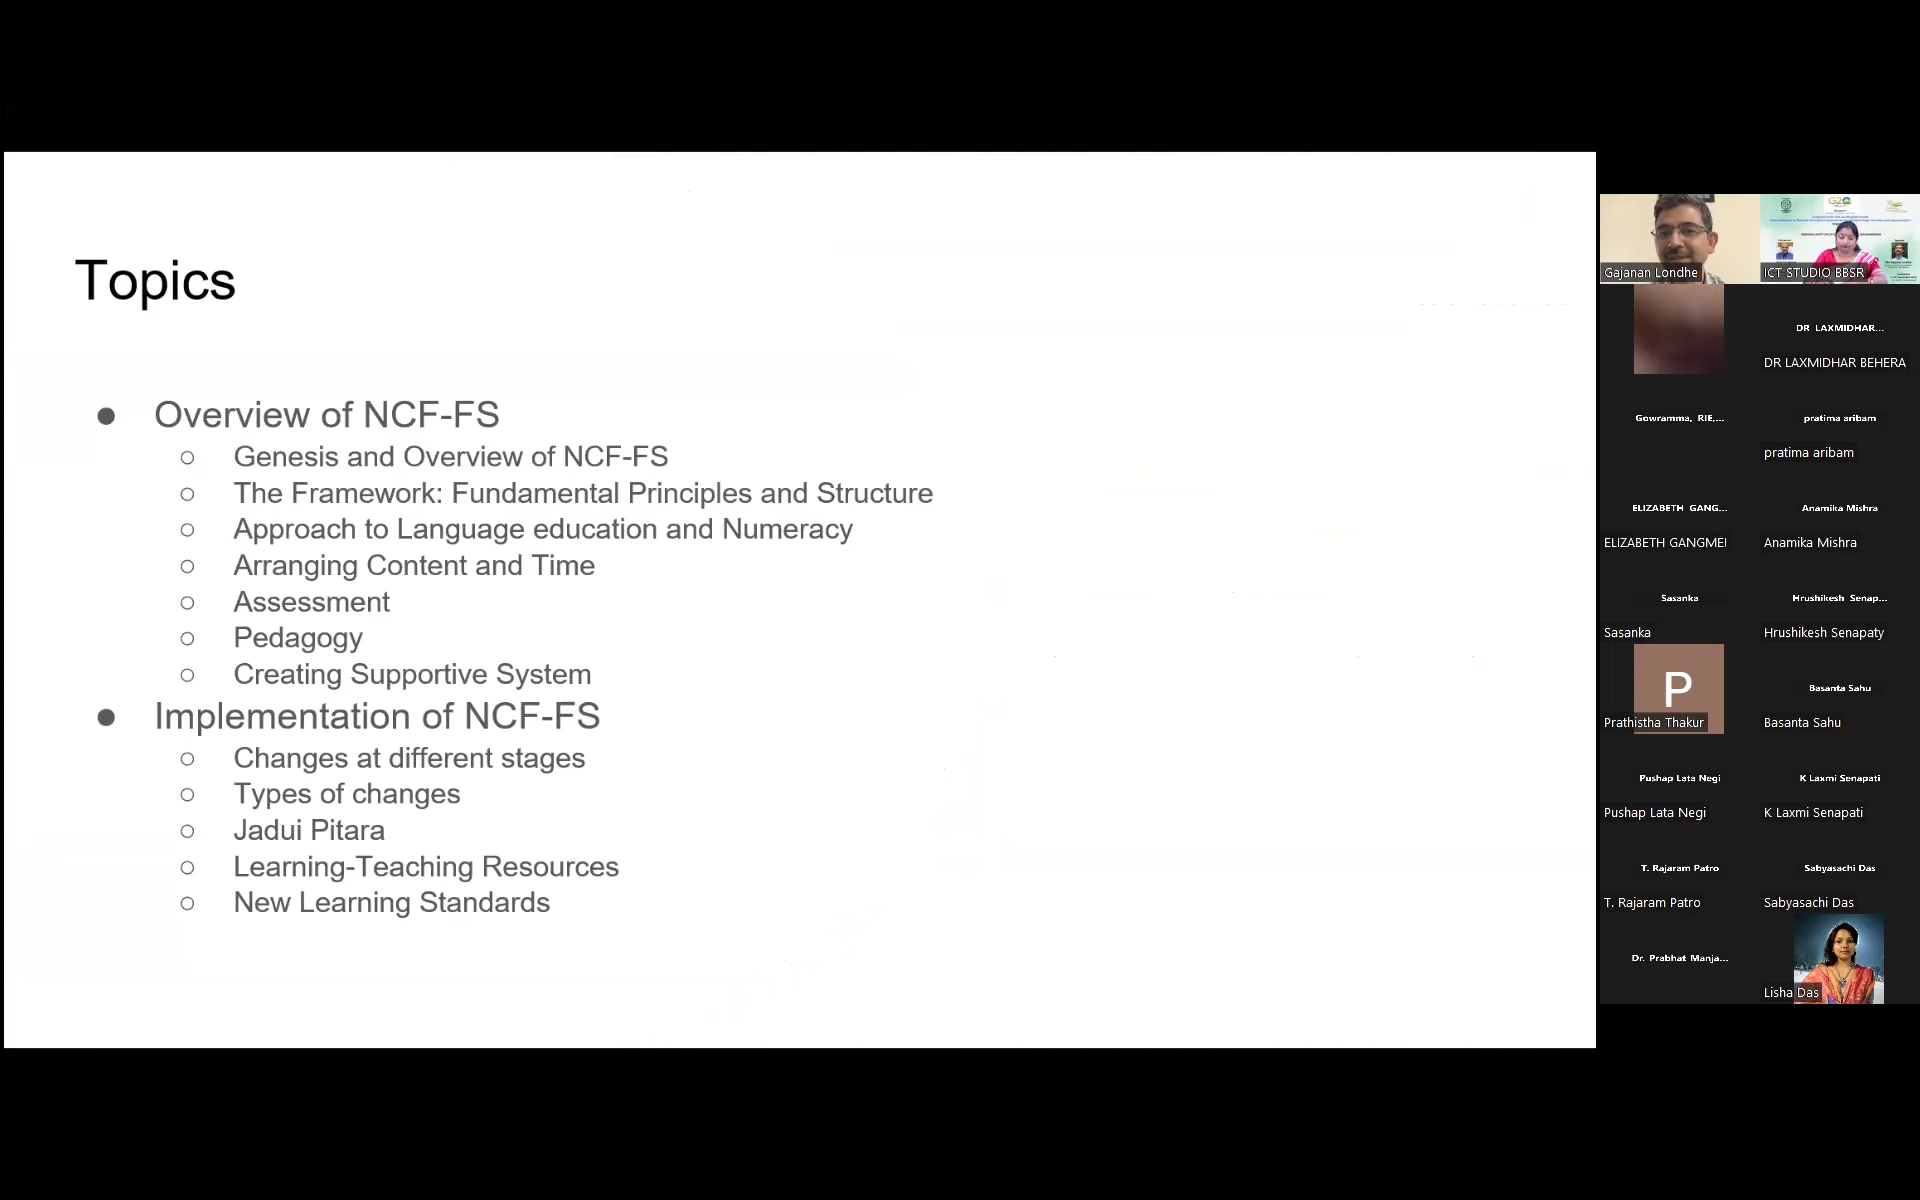 Topics
Overview of NCF-FS
Genesis and Overview of NCF-FS
The Framework: Fundamental Principles and Structure
Approach to Language education and Numeracy
Arranging Content and Time
Assessment
Pedagogy
Creating Supportive System
Implementation of NCF-FS
Changes at different stages
Types of changes
Jadui Pitara
Learning-Teaching Resources
New Learning Standards
Gajanan Londhe
G20
ICT STUDIO BBSR
DR LAXMIDHAR...
DR LAXMIDHAR BEHERA
Gowramma, RIE,...
pratima aribam
pratima aribam
ELIZABETH GANG...
ELIZABETH GANGMEI
Anamika Mishra
Anamika Mishra
Sasanka
Sasanka
Hrushikesh Senap...
Hrushikesh Senapaty
P
Prathistha Thakur
Basanta Sahu
Basanta Sahu
Pushap Lata Negi
Pushap Lata Negi
K Laxmi Senapati
K Laxmi Senapati
T. Rajaram Patro
T. Rajaram Patro
Sabyasachi Das
Sabyasachi Das
Dr. Prabhat Manja...
Lisha Das